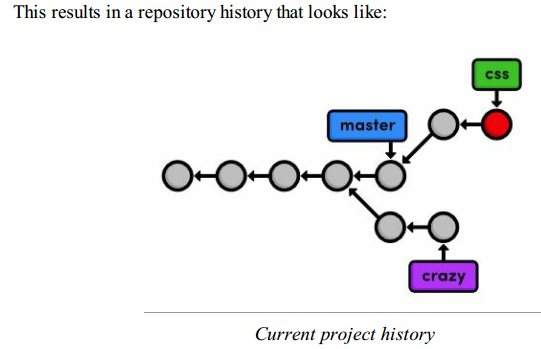 This results in a repository history that looks like:
css
master
crazy
Current project history